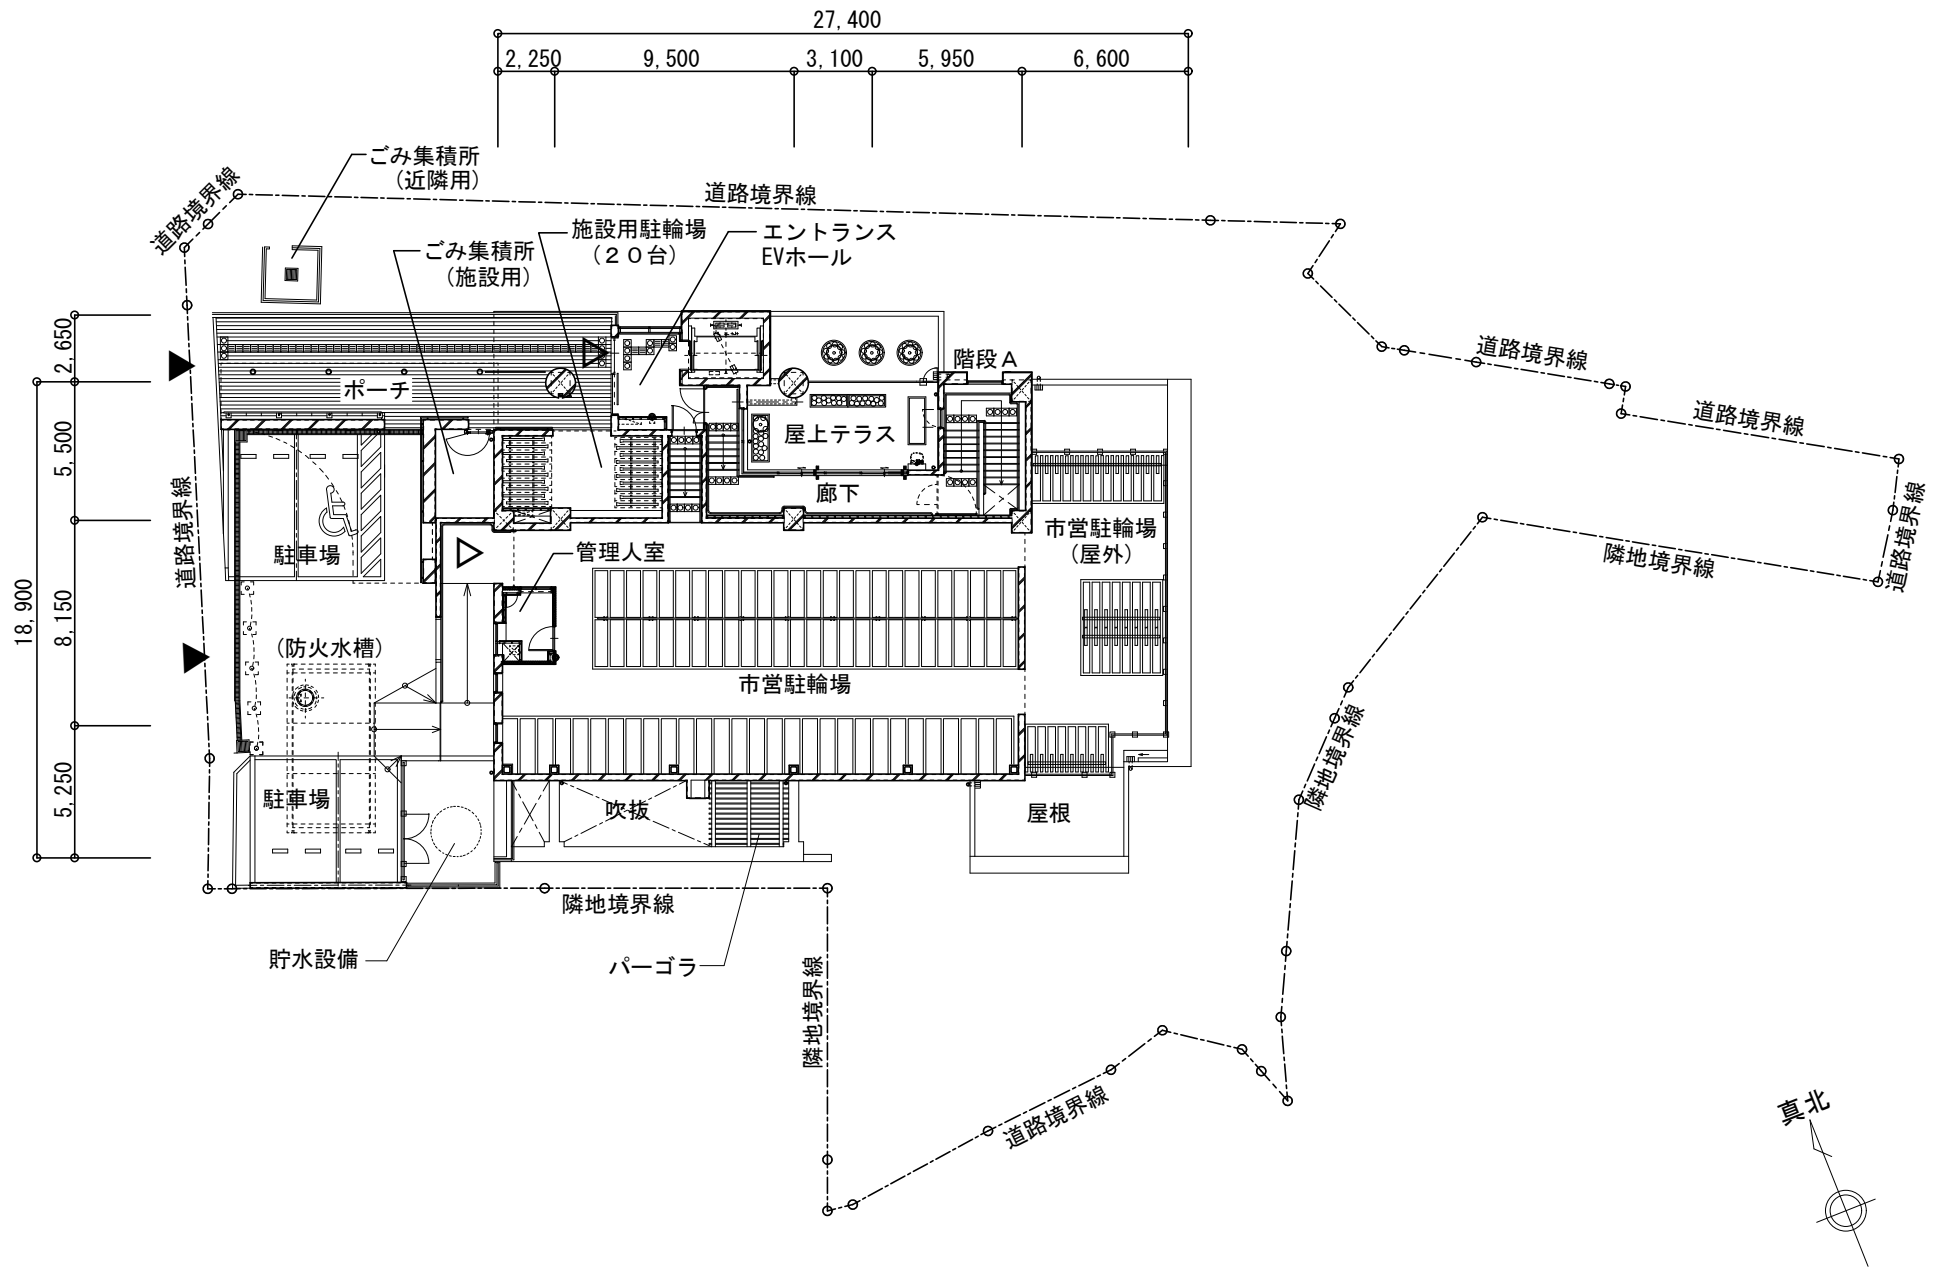 27,400
2,250
9,500
3,100
5,950
6,600
ごみ集積所
（近隣用）
道路境界線
道路境界線
施設用駐輪場
（２０台）
エントランス
EVホール
ごみ集積所
（施設用）
2,650
階段Ａ
道路境界線
ポーチ
道路境界線
屋上テラス
5,500
廊下
道路境界線
駐車場
市営駐輪場
（屋外）
管理人室
隣地境界線
道路境界線
18,900
8,150
（防火水槽）
市営駐輪場
隣地境界線
5,250
駐車場
吹抜
屋根
隣地境界線
貯水設備
パーゴラ
隣地境界線
道路境界線
真北